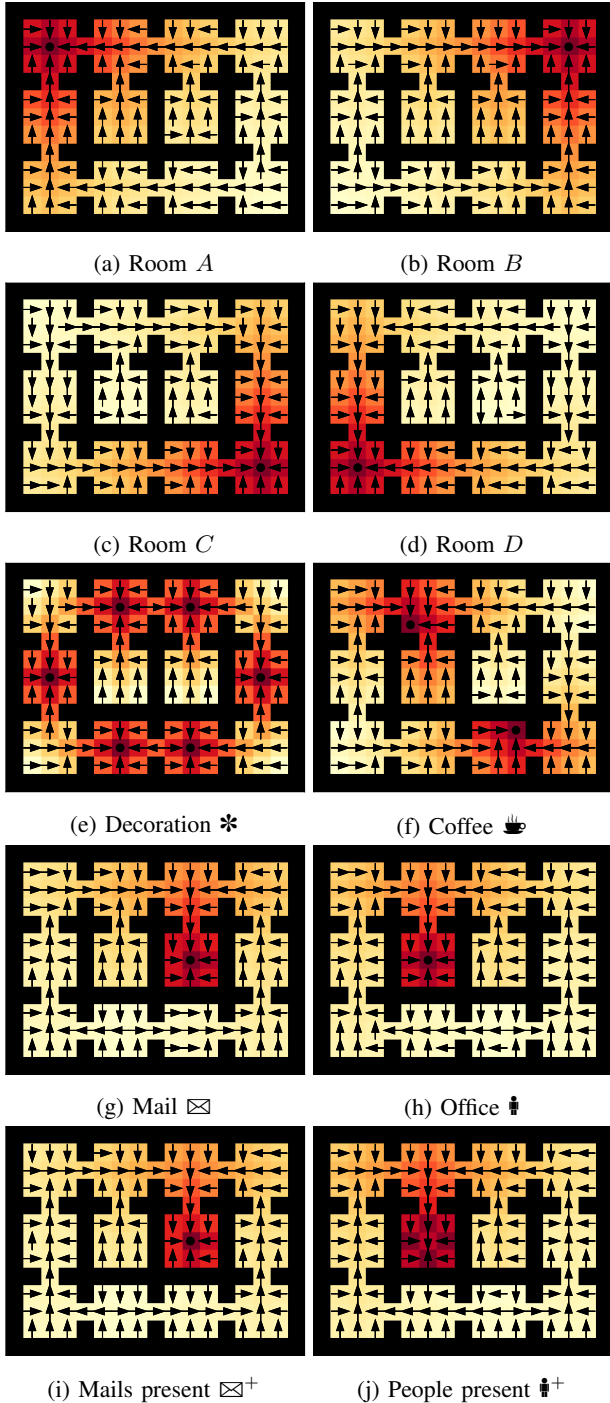 (a) Room A
(b) Room B
(c) Room C
(d) Room D
(e) Decoration ✻
(f) Coffee ☕
(g) Mail ✉
(h) Office 🚹
(i) Mails present ✉+
(j) People present 🚹+